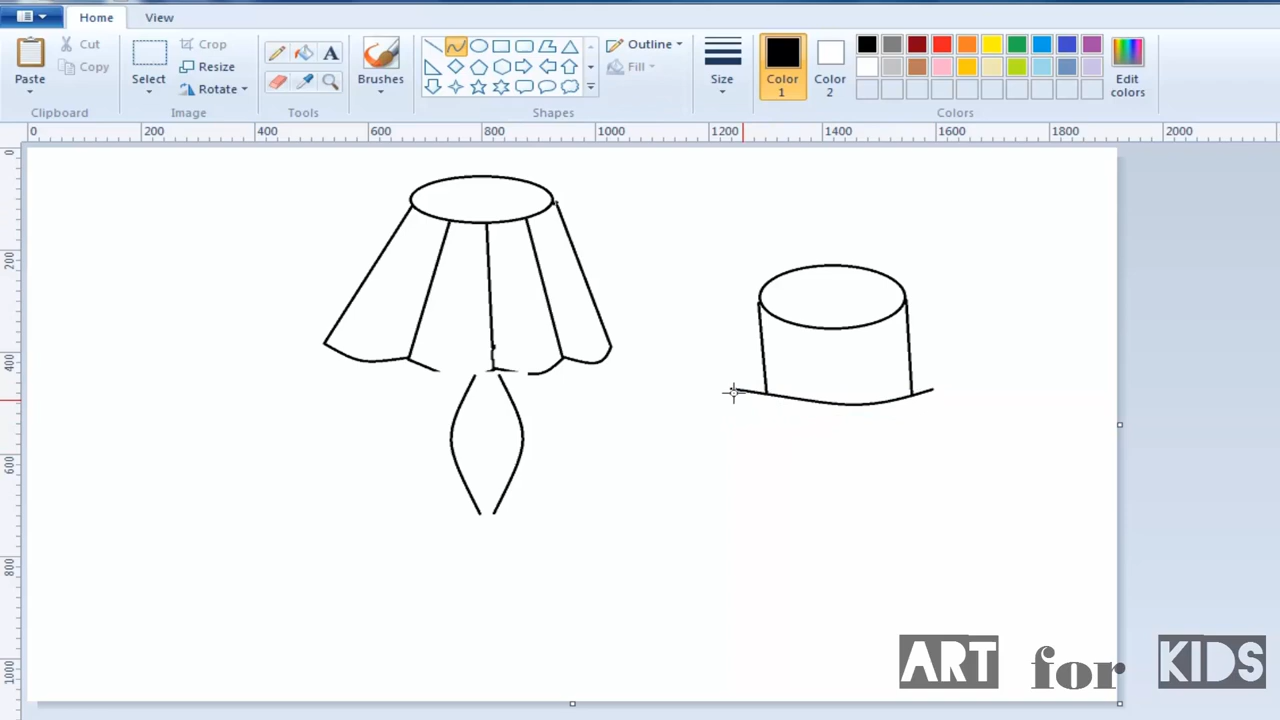 Home View
Cut
Copy
Paste
Clipboard
Select
Crop
Resize
Rotate
Image
A
Tools
Brushes
Outline
Fill
Shapes
Size
Color 1
Color 2
Edit colors
Colors
0 200 400 600 800 1000 1200 1400 1600 1800 2000
0
200
400
600
800
1000
ART for KIDS